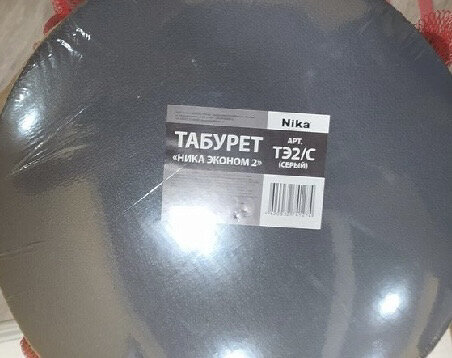 Nika
ТАБУРЕТ
«НИКА ЭКОНОМ 2»
АРТ.
ТЭ2/С
(СЕРЫЙ)